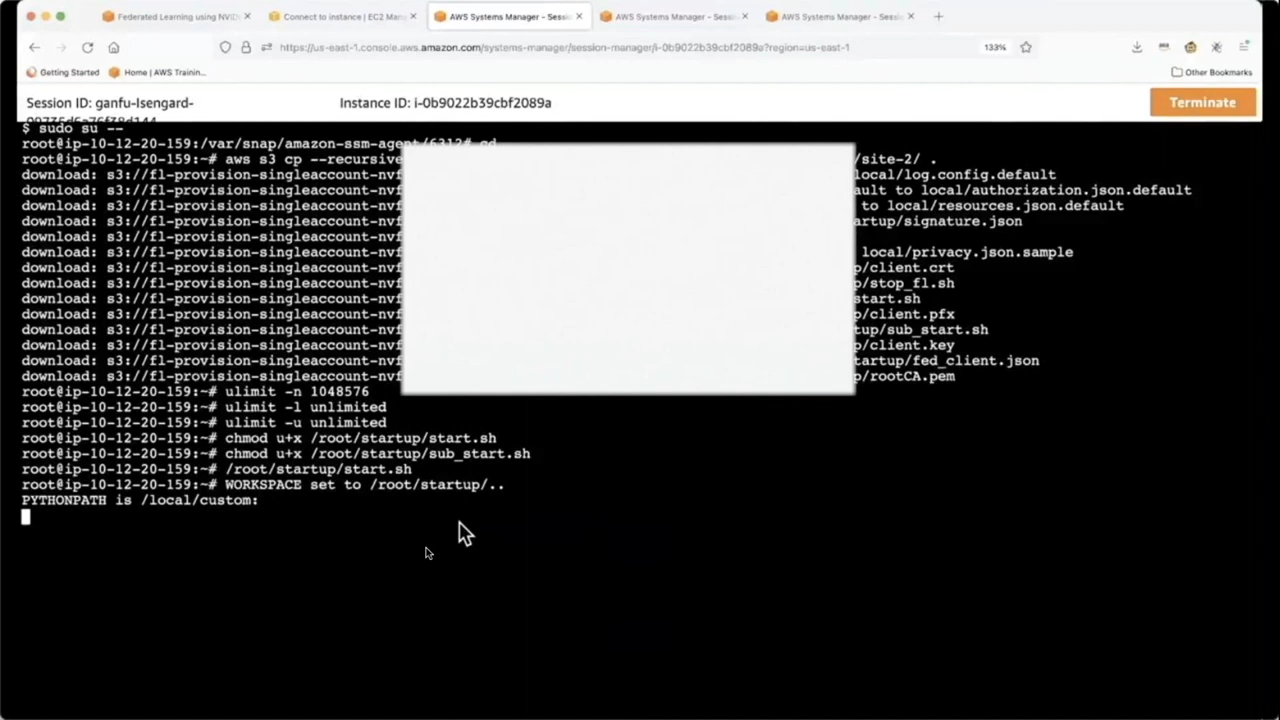 Federated Learning using NVIDI
Connect to instance | EC2 Mana
AWS Systems Manager - Sessi
AWS Systems Manager - Sessi
AWS Systems Manager - Sessi
https://us-east-1.console.aws.amazon.com/systems-manager/session-manager/i-0b9022b39cbf2089a?region=us-east-1
133%
Getting Started
Home | AWS Trainin...
Other Bookmarks
Session ID: ganfu-Isengard-
Instance ID: i-0b9022b39cbf2089a
Terminate
$ sudo su --
root@ip-10-12-20-159:/var/snap/amazon-ssm-agent/6312# cd
root@ip-10-12-20-159:~# aws s3 cp --recursive /site-2/ .
download: s3://fl-provision-singleaccount-nvf local/log.config.default
download: s3://fl-provision-singleaccount-nvf ault to local/authorization.json.default
download: s3://fl-provision-singleaccount-nvf to local/resources.json.default
download: s3://fl-provision-singleaccount-nvf artup/signature.json
download: s3://fl-provision-singleaccount-nvf
download: s3://fl-provision-singleaccount-nvf local/privacy.json.sample
download: s3://fl-provision-singleaccount-nvf p/client.crt
download: s3://fl-provision-singleaccount-nvf p/stop_fl.sh
download: s3://fl-provision-singleaccount-nvf start.sh
download: s3://fl-provision-singleaccount-nvf p/client.pfx
download: s3://fl-provision-singleaccount-nvf tup/sub_start.sh
download: s3://fl-provision-singleaccount-nvf p/client.key
download: s3://fl-provision-singleaccount-nvf tartup/fed_client.json
download: s3://fl-provision-singleaccount-nvf p/rootCA.pem
root@ip-10-12-20-159:~# ulimit -n 1048576
root@ip-10-12-20-159:~# ulimit -l unlimited
root@ip-10-12-20-159:~# ulimit -u unlimited
root@ip-10-12-20-159:~# chmod u+x /root/startup/start.sh
root@ip-10-12-20-159:~# chmod u+x /root/startup/sub_start.sh
root@ip-10-12-20-159:~# /root/startup/start.sh
root@ip-10-12-20-159:~# WORKSPACE set to /root/startup/..
PYTHONPATH is /local/custom: